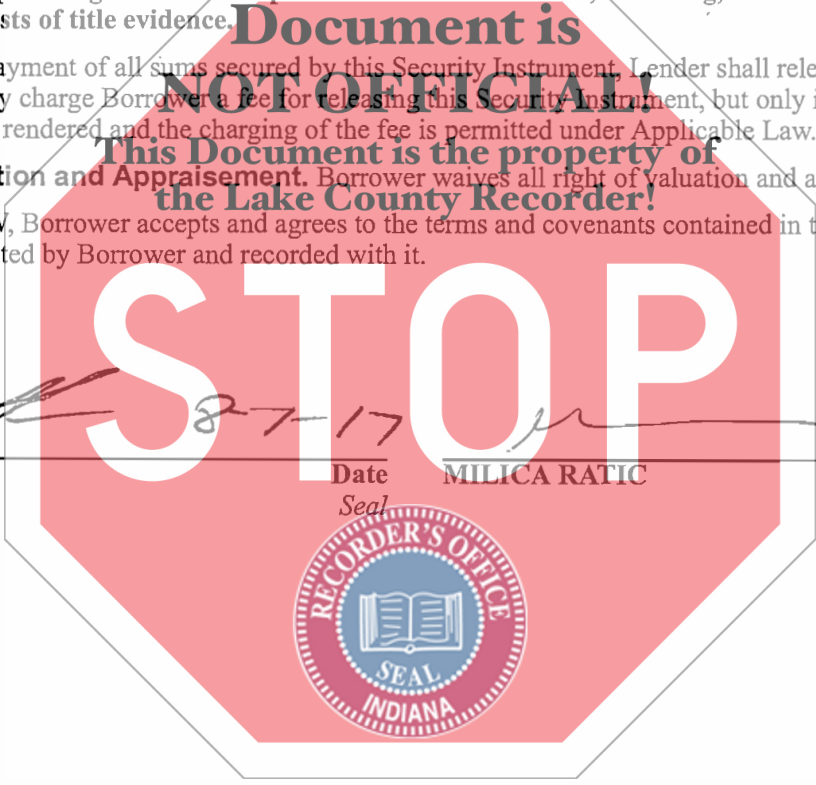 sts of title evidence.
Document is
ayment of all sums secured by this Security Instrument, Lender shall rele
NOT OFFICIAL!
y charge Borrower a fee for releasing this Security Instrument, but only i
rendered and the charging of the fee is permitted under Applicable Law.
This Document is the property of
tion and Appraisement. Borrower waives all right of valuation and a
the Lake County Recorder!
, Borrower accepts and agrees to the terms and covenants contained in t
ted by Borrower and recorded with it.
STOP
8-7-17
Date MILICA RATIC
Seal
RECORDER'S OFFICE
SEAL
INDIANA